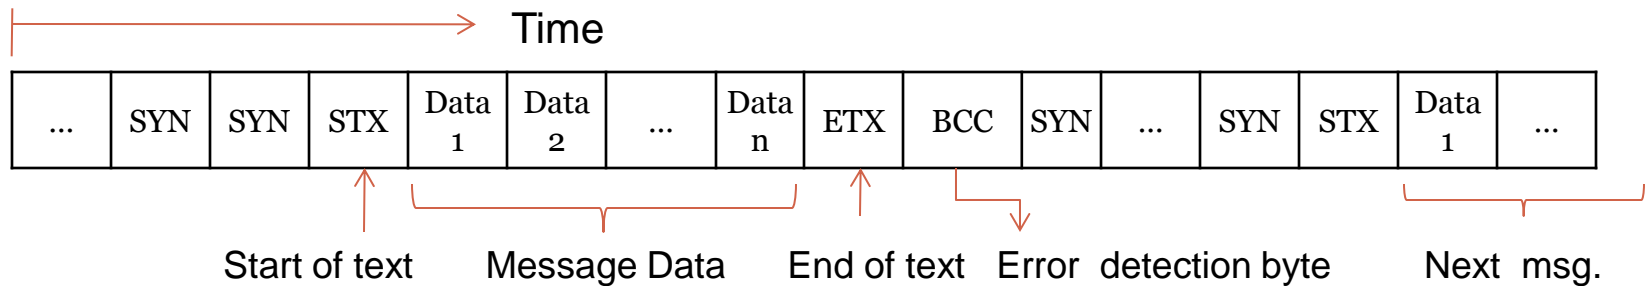 Time
... SYN SYN STX Data 1 Data 2 ... Data n ETX BCC SYN ... SYN STX Data 1 ...
Start of text Message Data End of text Error detection byte Next msg.